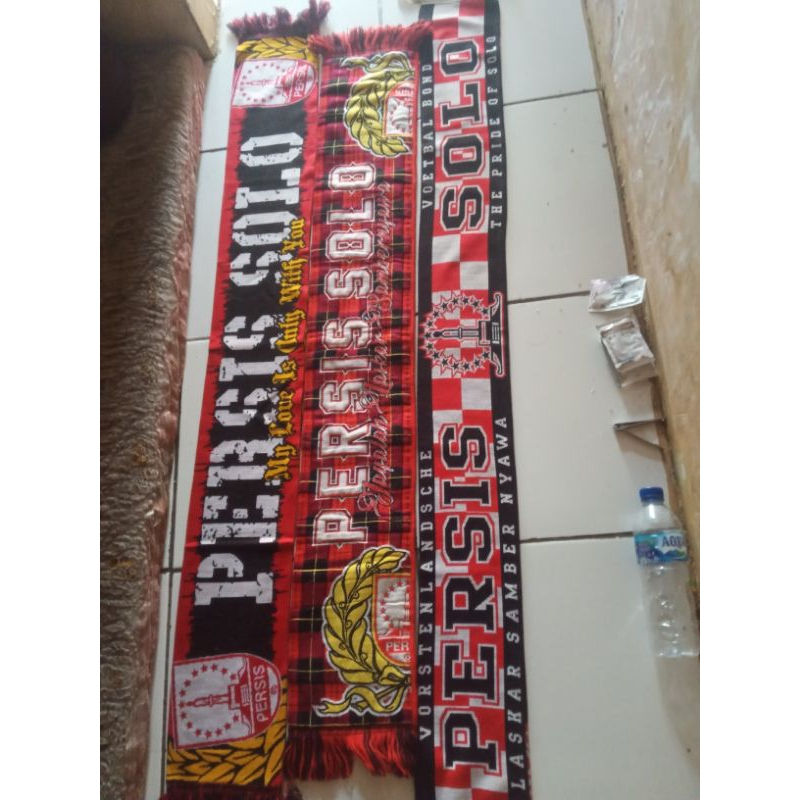 PERSIS
PERSIS SOLO
My Love Is Only With You
PERSIS
PERSIS SOLO
PERSIS
VORSTENLANDSCHE VOETBAL BOND
PERSIS SOLO
LASKAR SAMBER NYAWA THE PRIDE OF SOLO